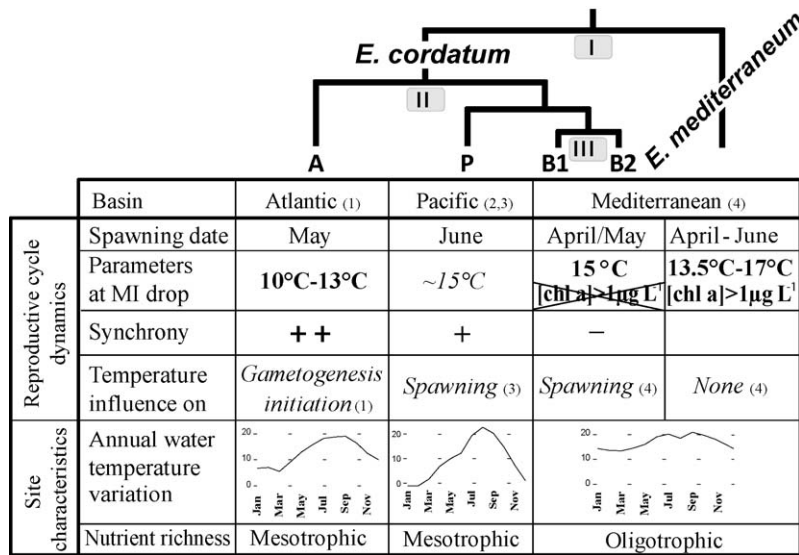 I
E. cordatum
II
E. mediterraneum
III
A P B1 B2
Basin Atlantic (1) Pacific (2,3) Mediterranean (4)
Reproductive cycle
dynamics
Spawning date May June April/May April - June
Parameters
at MI drop
10°C-13°C ~15°C
15 °C
[chl a]>1µg L⁻¹
13.5°C-17°C
[chl a]>1µg L⁻¹
Synchrony ++ + −
Temperature
influence on
Gametogenesis
initiation (1)
Spawning (3) Spawning (4) None (4)
Site
characteristics
Annual water
temperature
variation
20
10
0
Jan Mar May Jul Sep Nov
20
10
0
Jan Mar May Jul Sep Nov
20
10
0
Jan Mar May Jul Sep Nov
Nutrient richness Mesotrophic Mesotrophic Oligotrophic